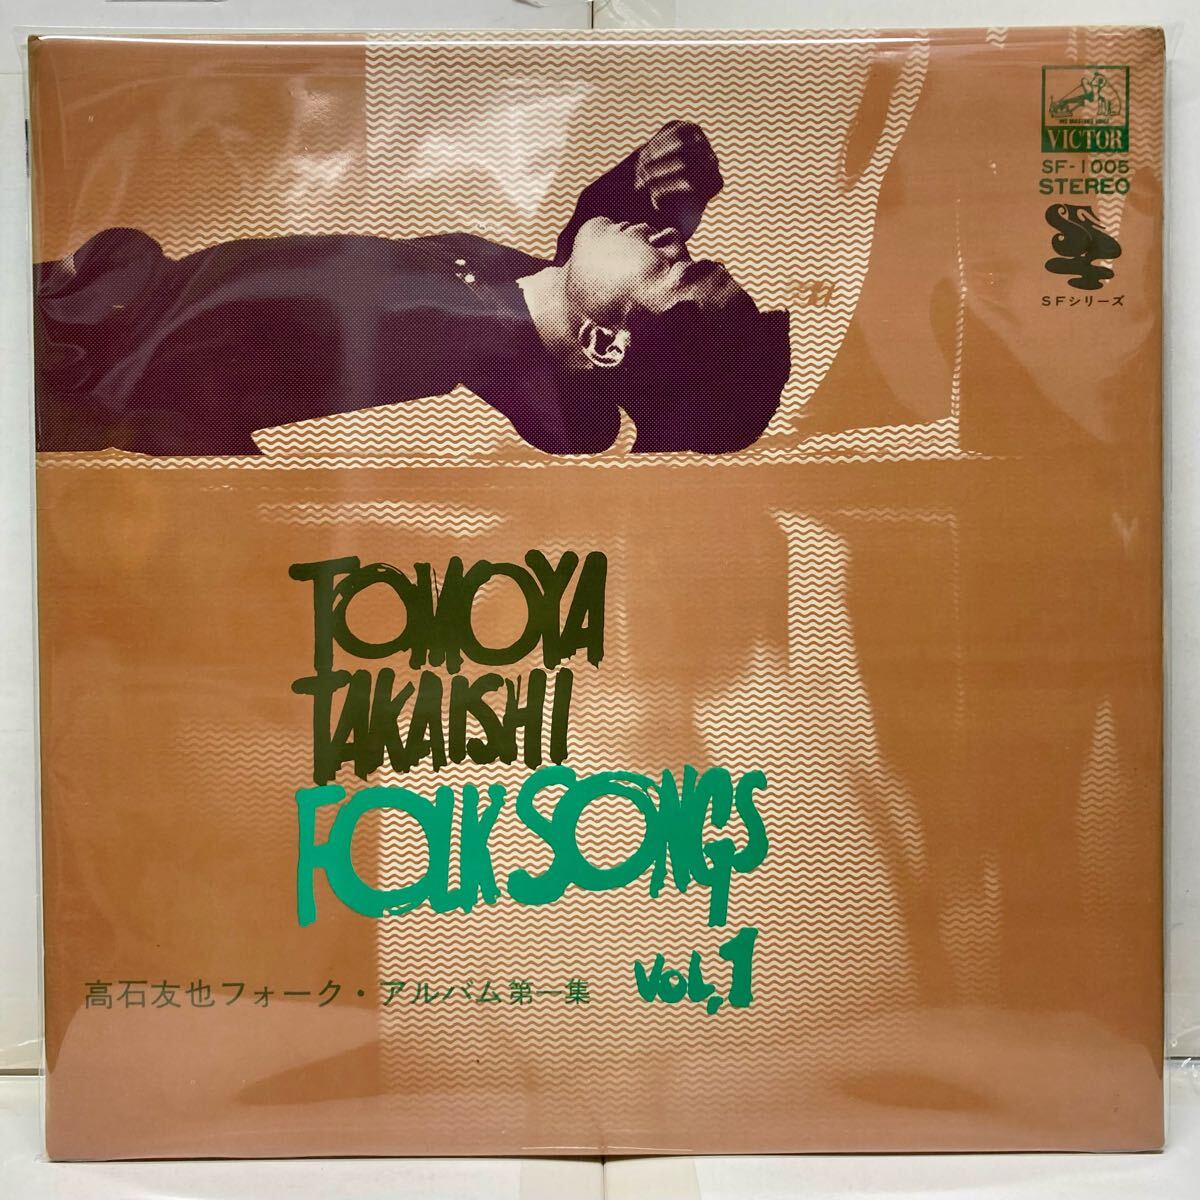 VICTOR
SF-1005
STEREO
SFシリーズ
TOMOYA
TAKAISHI
FOLK SONGS
VOL,1
高石友也フォーク・アルバム第一集